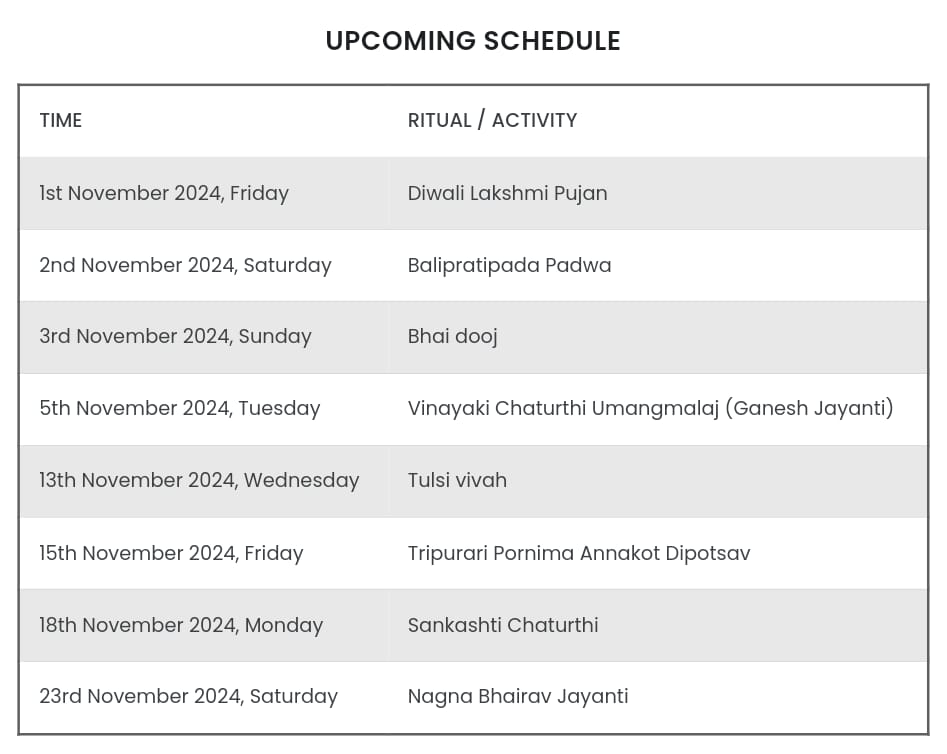 UPCOMING SCHEDULE
TIME RITUAL / ACTIVITY
1st November 2024, Friday Diwali Lakshmi Pujan
2nd November 2024, Saturday Balipratipada Padwa
3rd November 2024, Sunday Bhai dooj
5th November 2024, Tuesday Vinayaki Chaturthi Umangmalaj (Ganesh Jayanti)
13th November 2024, Wednesday Tulsi vivah
15th November 2024, Friday Tripurari Pornima Annakot Dipotsav
18th November 2024, Monday Sankashti Chaturthi
23rd November 2024, Saturday Nagna Bhairav Jayanti